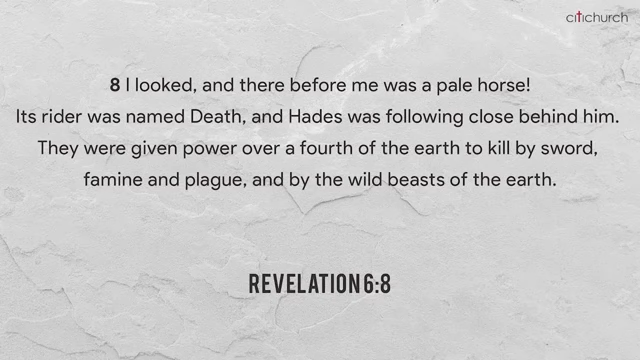 citichurch
8 I looked, and there before me was a pale horse!
Its rider was named Death, and Hades was following close behind him.
They were given power over a fourth of the earth to kill by sword,
famine and plague, and by the wild beasts of the earth.
REVELATION 6:8